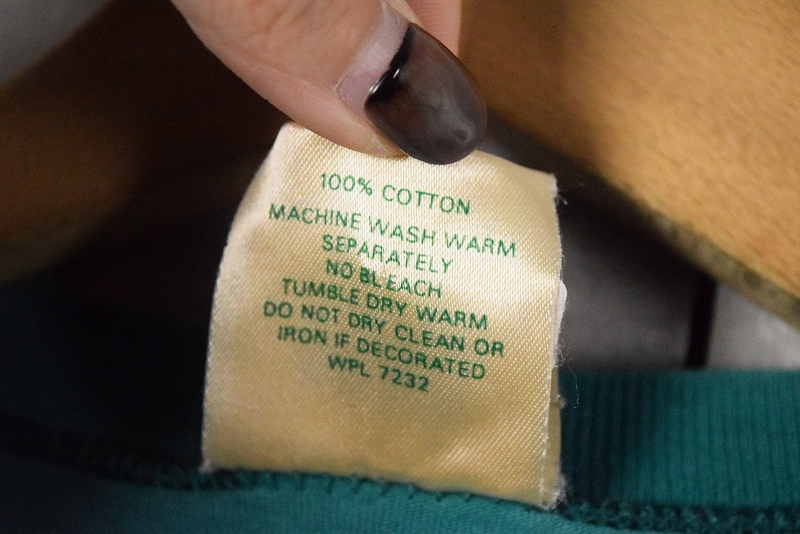 100% COTTON
MACHINE WASH WARM
SEPARATELY
NO BLEACH
TUMBLE DRY WARM
DO NOT DRY CLEAN OR
IRON IF DECORATED
WPL 7232